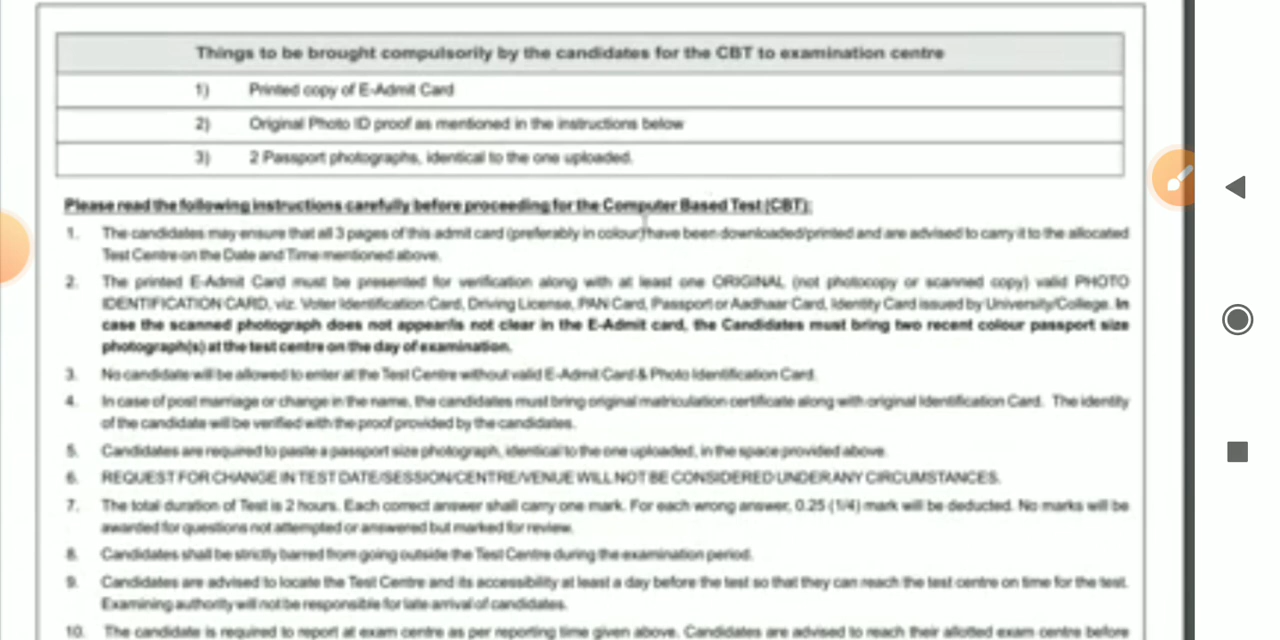 Things to be brought compulsorily by the candidates for the CBT to examination centre
1) Printed copy of E-Admit Card
2) Original Photo ID proof as mentioned in the instructions below
3) 2 Passport photographs, identical to the one uploaded.
Please read the following instructions carefully before proceeding for the Computer Based Test (CBT):
1. The candidates may ensure that all 3 pages of this admit card (preferably in colour) have been downloaded/printed and are advised to carry it to the allocated
Test Centre on the Date and Time mentioned above.
2. The printed E-Admit Card must be presented for verification along with at least one ORIGINAL (not photocopy or scanned copy) valid PHOTO
IDENTIFICATION CARD, viz. Voter Identification Card, Driving License, PAN Card, Passport or Aadhaar Card, Identity Card issued by University/College. In
case the scanned photograph does not appear/is not clear in the E-Admit card, the Candidates must bring two recent colour passport size
photograph(s) at the test centre on the day of examination.
3. No candidate will be allowed to enter at the Test Centre without valid E-Admit Card & Photo Identification Card.
4. In case of post marriage or change in the name, the candidates must bring original matriculation certificate along with original Identification Card. The identity
of the candidate will be verified with the proof provided by the candidates.
5. Candidates are required to paste a passport size photograph, identical to the one uploaded, in the space provided above.
6. REQUEST FOR CHANGE IN TEST DATE/SESSION/CENTRE/VENUE WILL NOT BE CONSIDERED UNDER ANY CIRCUMSTANCES.
7. The total duration of Test is 2 hours. Each correct answer shall carry one mark. For each wrong answer, 0.25 (1/4) mark will be deducted. No marks will be
awarded for questions not attempted or answered but marked for review.
8. Candidates shall be strictly barred from going outside the Test Centre during the examination period.
9. Candidates are advised to locate the Test Centre and its accessibility at least a day before the test so that they can reach the test centre on time for the test.
Examining authority will not be responsible for late arrival of candidates.
10. The candidate is required to report at exam centre as per reporting time given above. Candidates are advised to reach their allotted exam centre before